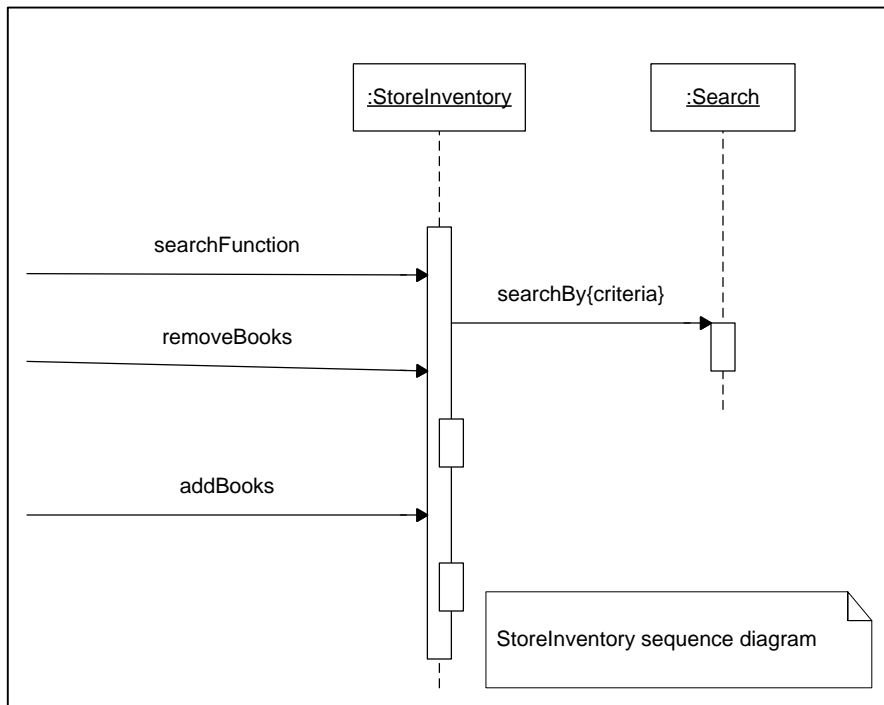 :StoreInventory
:Search
searchFunction
searchBy{criteria}
removeBooks
addBooks
StoreInventory sequence diagram